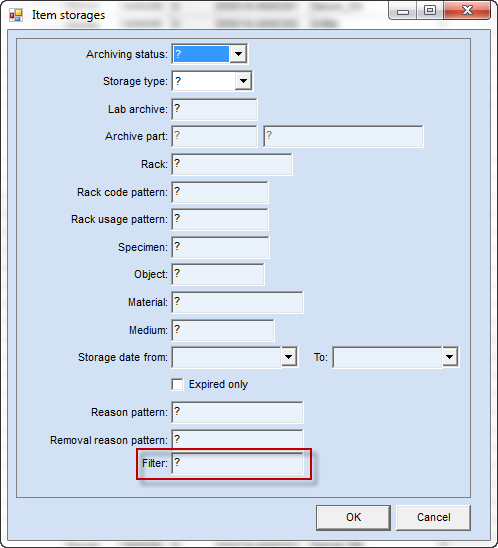 Item storages
Archiving status: ?
Storage type: ?
Lab archive: ?
Archive part: ? ?
Rack: ?
Rack code pattern: ?
Rack usage pattern: ?
Specimen: ?
Object: ?
Material: ?
Medium: ?
Storage date from: To:
Expired only
Reason pattern: ?
Removal reason pattern: ?
Filter: ?
OK Cancel